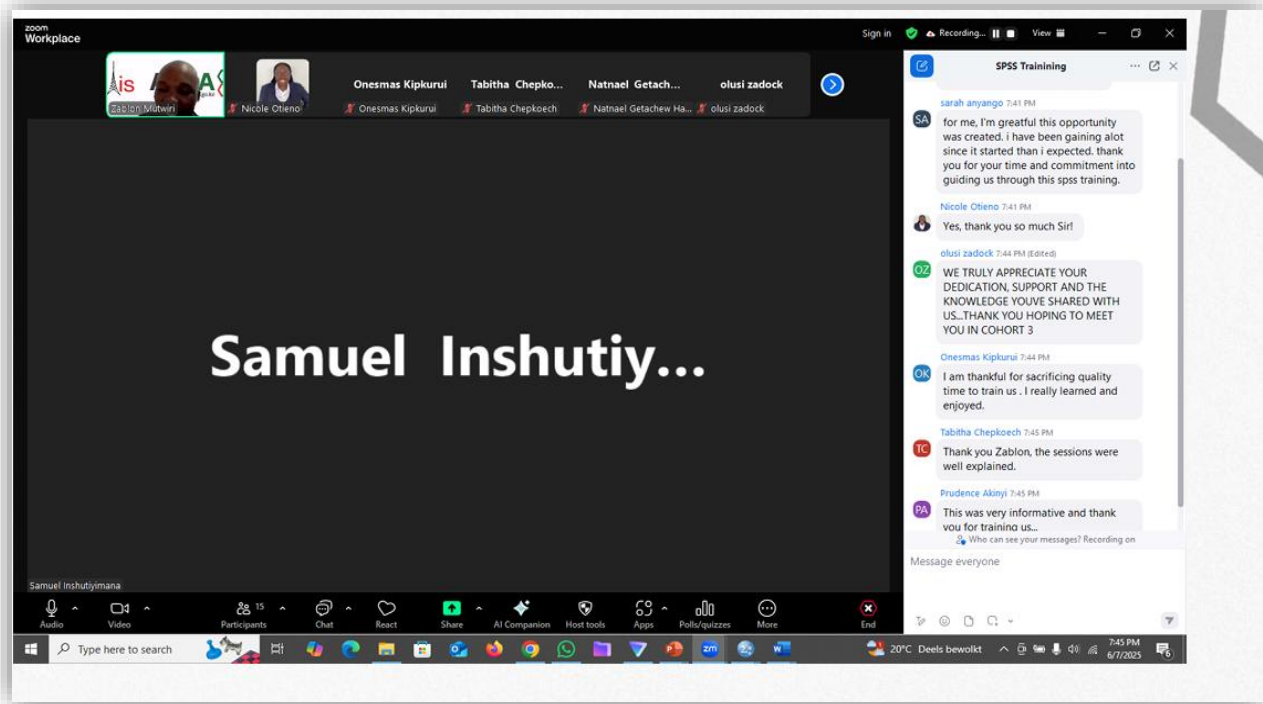 zoom
Workplace
Sign in
Recording...
View
Zablon Mutwiri
Nicole Otieno
Onesmas Kipkurui
Onesmas Kipkurui
Tabitha Chepko...
Tabitha Chepkoech
Natnael Getach...
Natnael Getachew Ha...
olusi zadock
olusi zadock
Samuel Inshutiy...
Samuel Inshutiyimana
SPSS Trainining
SA
sarah anyango 7:41 PM
for me, I'm greatful this opportunity
was created. i have been gaining alot
since it started than i expected. thank
you for your time and commitment into
guiding us through this spss training.
Nicole Otieno 7:41 PM
Yes, thank you so much Sir!
OZ
olusi zadock 7:44 PM (Edited)
WE TRULY APPRECIATE YOUR
DEDICATION, SUPPORT AND THE
KNOWLEDGE YOUVE SHARED WITH
US...THANK YOU HOPING TO MEET
YOU IN COHORT 3
OK
Onesmas Kipkurui 7:44 PM
I am thankful for sacrificing quality
time to train us . I really learned and
enjoyed.
TC
Tabitha Chepkoech 7:45 PM
Thank you Zablon, the sessions were
well explained.
PA
Prudence Akinyi 7:45 PM
This was very informative and thank
you for training us...
Who can see your messages? Recording on
Message everyone
Audio
Video
15
Participants
Chat
React
Share
AI Companion
Host tools
Apps
Polls/quizzes
More
End
Type here to search
zm
20°C Deels bewolkt
7:45 PM
6/7/2025